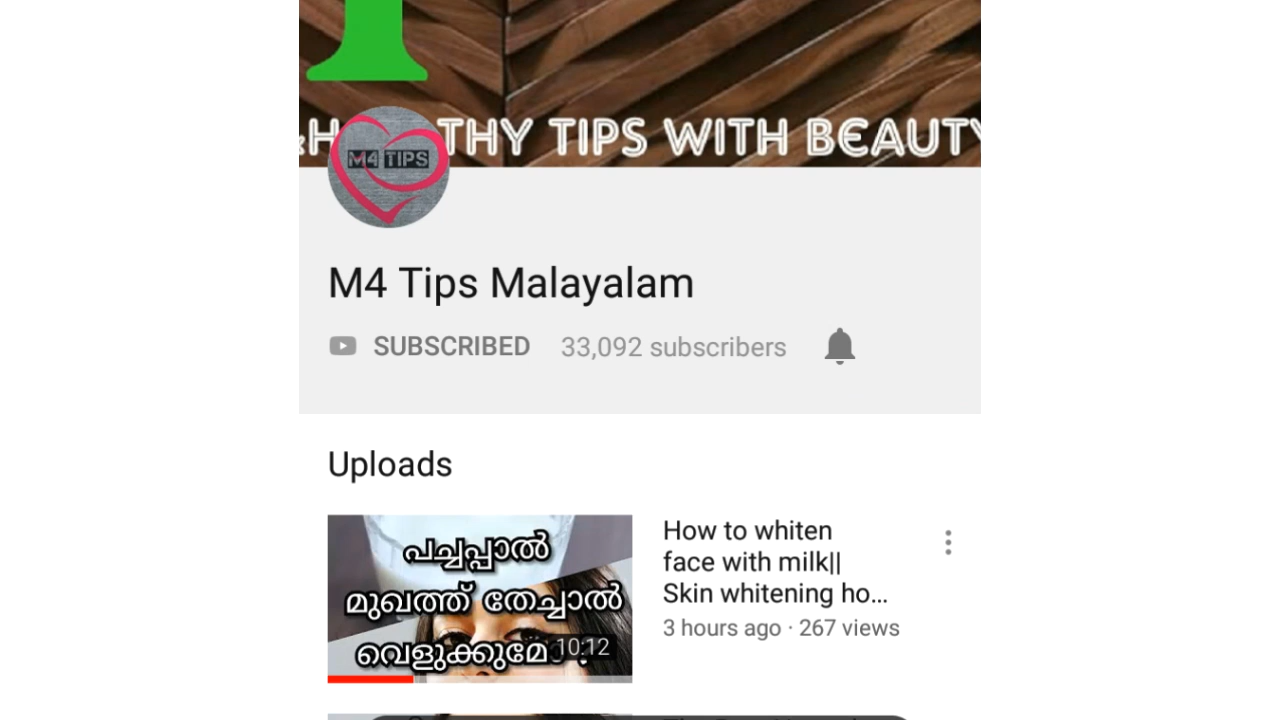 THY TIPS WITH BEAUTY
M4 TIPS
M4 Tips Malayalam
SUBSCRIBED 33,092 subscribers
Uploads
പച്ചപ്പാൽ
മുഖത്ത് തേച്ചാൽ
വെളുക്കുമോ ?
10:12
How to whiten
face with milk||
Skin whitening ho...
3 hours ago · 267 views